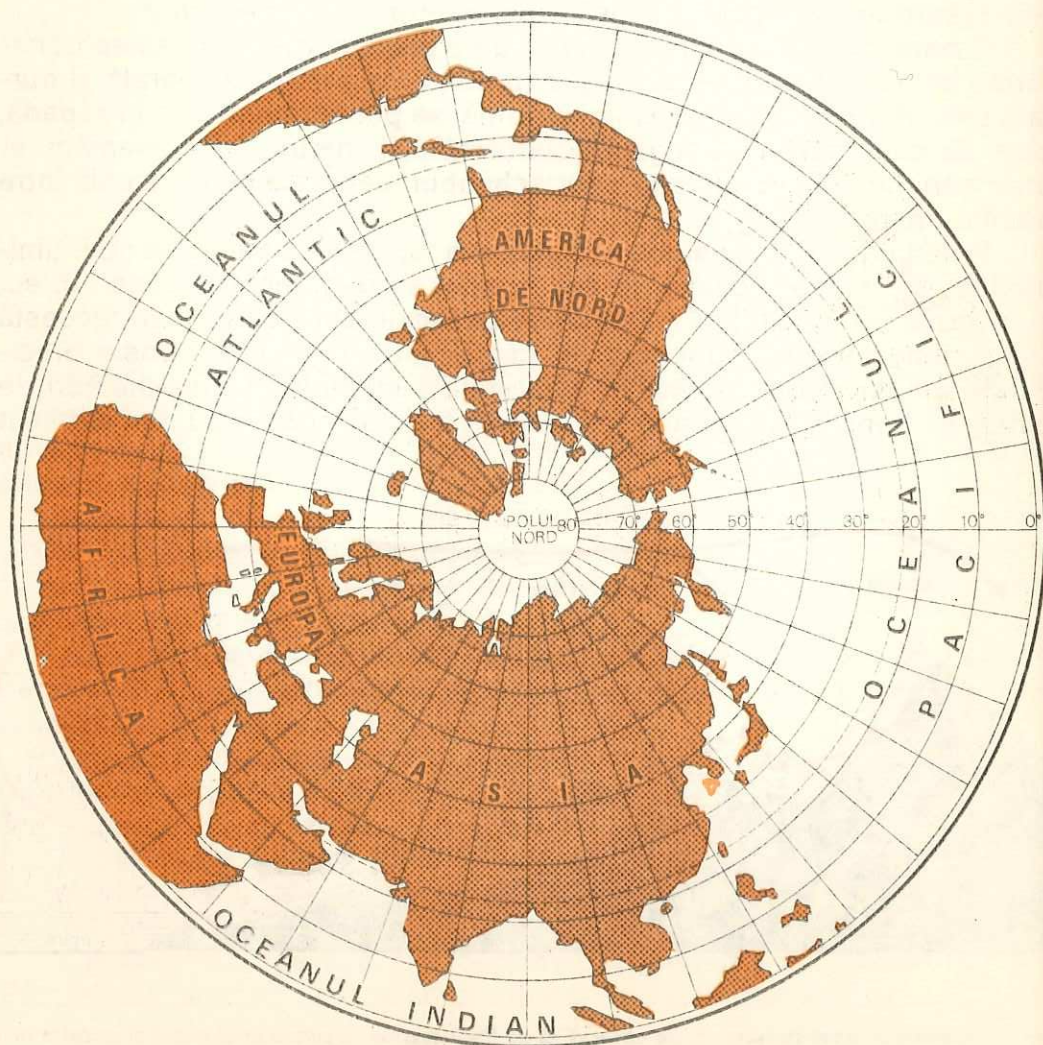 OCEANUL
ATLANTIC
AMERICA
DE NORD
OCEANUL
PACIFIC
POLUL
NORD
80° 70° 60° 50° 40° 30° 20° 10° 0°
EUROPA
AFRICA
ASIA
OCEANUL INDIAN